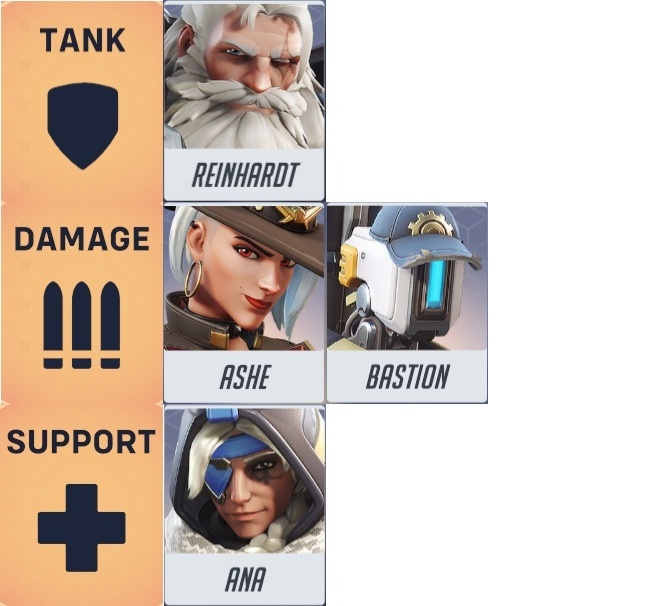 TANK
REINHARDT
DAMAGE
ASHE
BASTION
SUPPORT
ANA